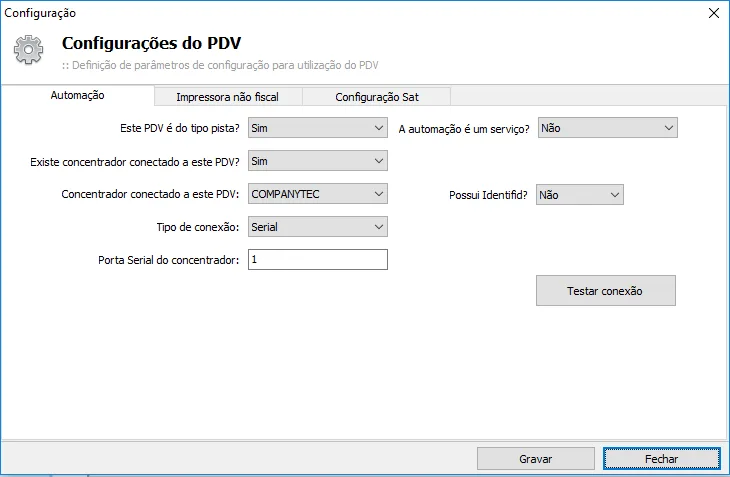 Configuração
Configurações do PDV
:: Definição de parâmetros de configuração para utilização do PDV
Automação
Impressora não fiscal
Configuração Sat
Este PDV é do tipo pista? Sim
A automação é um serviço? Não
Existe concentrador conectado a este PDV? Sim
Concentrador conectado a este PDV: COMPANYTEC
Possui Identifid? Não
Tipo de conexão: Serial
Porta Serial do concentrador: 1
Testar conexão
Gravar
Fechar